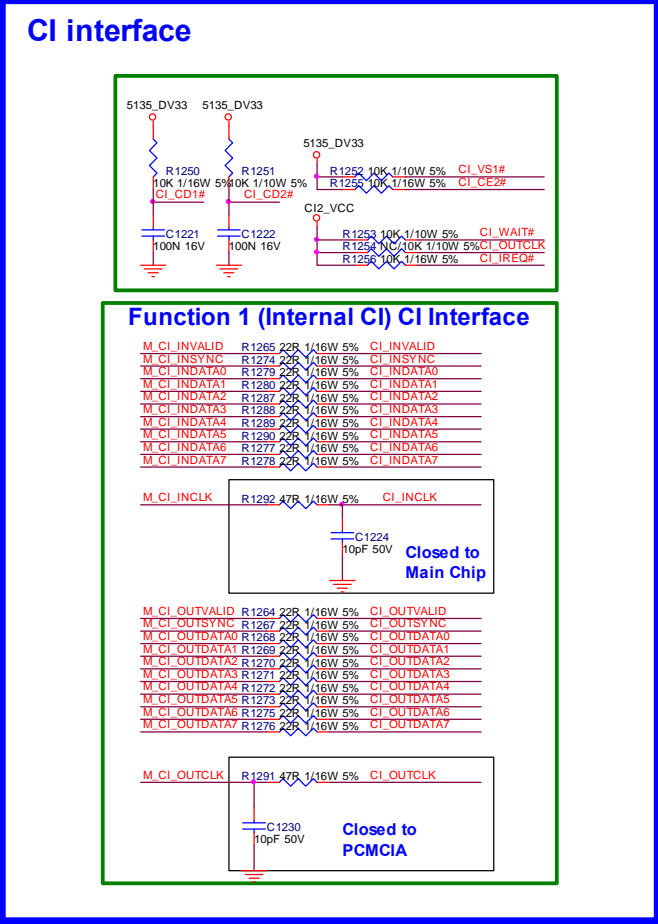 CI interface
5135_DV33 5135_DV33
5135_DV33
R1250 R1251
10K 1/16W 5% 10K 1/10W 5%
CI_CD1# CI_CD2#
R1252 10K 1/10W 5% CI_VS1#
R1255 10K 1/16W 5% CI_CE2#
CI2_VCC
C1221 C1222
100N 16V 100N 16V
R1253 10K 1/10W 5% CI_WAIT#
R1254 NC/10K 1/10W 5% CI_OUTCLK
R1256 10K 1/16W 5% CI_IREQ#
Function 1 (Internal CI) CI Interface
M_CI_INVALID R1265 22R 1/16W 5% CI_INVALID
M_CI_INSYNC R1274 22R 1/16W 5% CI_INSYNC
M_CI_INDATA0 R1279 22R 1/16W 5% CI_INDATA0
M_CI_INDATA1 R1280 22R 1/16W 5% CI_INDATA1
M_CI_INDATA2 R1287 22R 1/16W 5% CI_INDATA2
M_CI_INDATA3 R1288 22R 1/16W 5% CI_INDATA3
M_CI_INDATA4 R1289 22R 1/16W 5% CI_INDATA4
M_CI_INDATA5 R1290 22R 1/16W 5% CI_INDATA5
M_CI_INDATA6 R1277 22R 1/16W 5% CI_INDATA6
M_CI_INDATA7 R1278 22R 1/16W 5% CI_INDATA7
M_CI_INCLK R1292 47R 1/16W 5% CI_INCLK
C1224
10pF 50V
Closed to
Main Chip
M_CI_OUTVALID R1264 22R 1/16W 5% CI_OUTVALID
M_CI_OUTSYNC R1267 22R 1/16W 5% CI_OUTSYNC
M_CI_OUTDATA0 R1268 22R 1/16W 5% CI_OUTDATA0
M_CI_OUTDATA1 R1269 22R 1/16W 5% CI_OUTDATA1
M_CI_OUTDATA2 R1270 22R 1/16W 5% CI_OUTDATA2
M_CI_OUTDATA3 R1271 22R 1/16W 5% CI_OUTDATA3
M_CI_OUTDATA4 R1272 22R 1/16W 5% CI_OUTDATA4
M_CI_OUTDATA5 R1273 22R 1/16W 5% CI_OUTDATA5
M_CI_OUTDATA6 R1275 22R 1/16W 5% CI_OUTDATA6
M_CI_OUTDATA7 R1276 22R 1/16W 5% CI_OUTDATA7
M_CI_OUTCLK R1291 47R 1/16W 5% CI_OUTCLK
C1230
10pF 50V
Closed to
PCMCIA